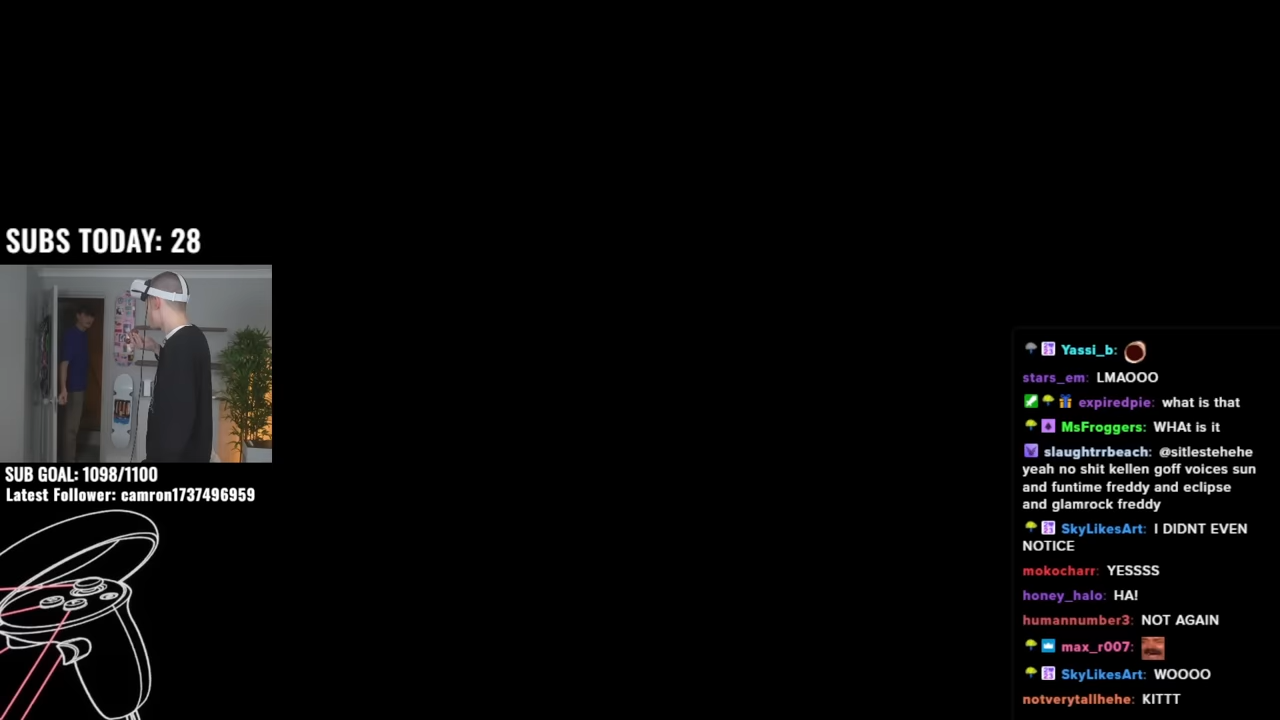 SUBS TODAY: 28
SUB GOAL: 1098/1100
Latest Follower: camron1737496959
Yassi_b:
stars_em: LMAOOO
expiredpie: what is that
MsFroggers: WHAt is it
slaughtrrbeach: @sitlestehehe
yeah no shit kellen goff voices sun
and funtime freddy and eclipse
and glamrock freddy
SkyLikesArt: I DIDNT EVEN
NOTICE
mokocharr: YESSSS
honey_halo: HA!
humannumber3: NOT AGAIN
max_r007:
SkyLikesArt: WOOOO
notverytallhehe: KITTT